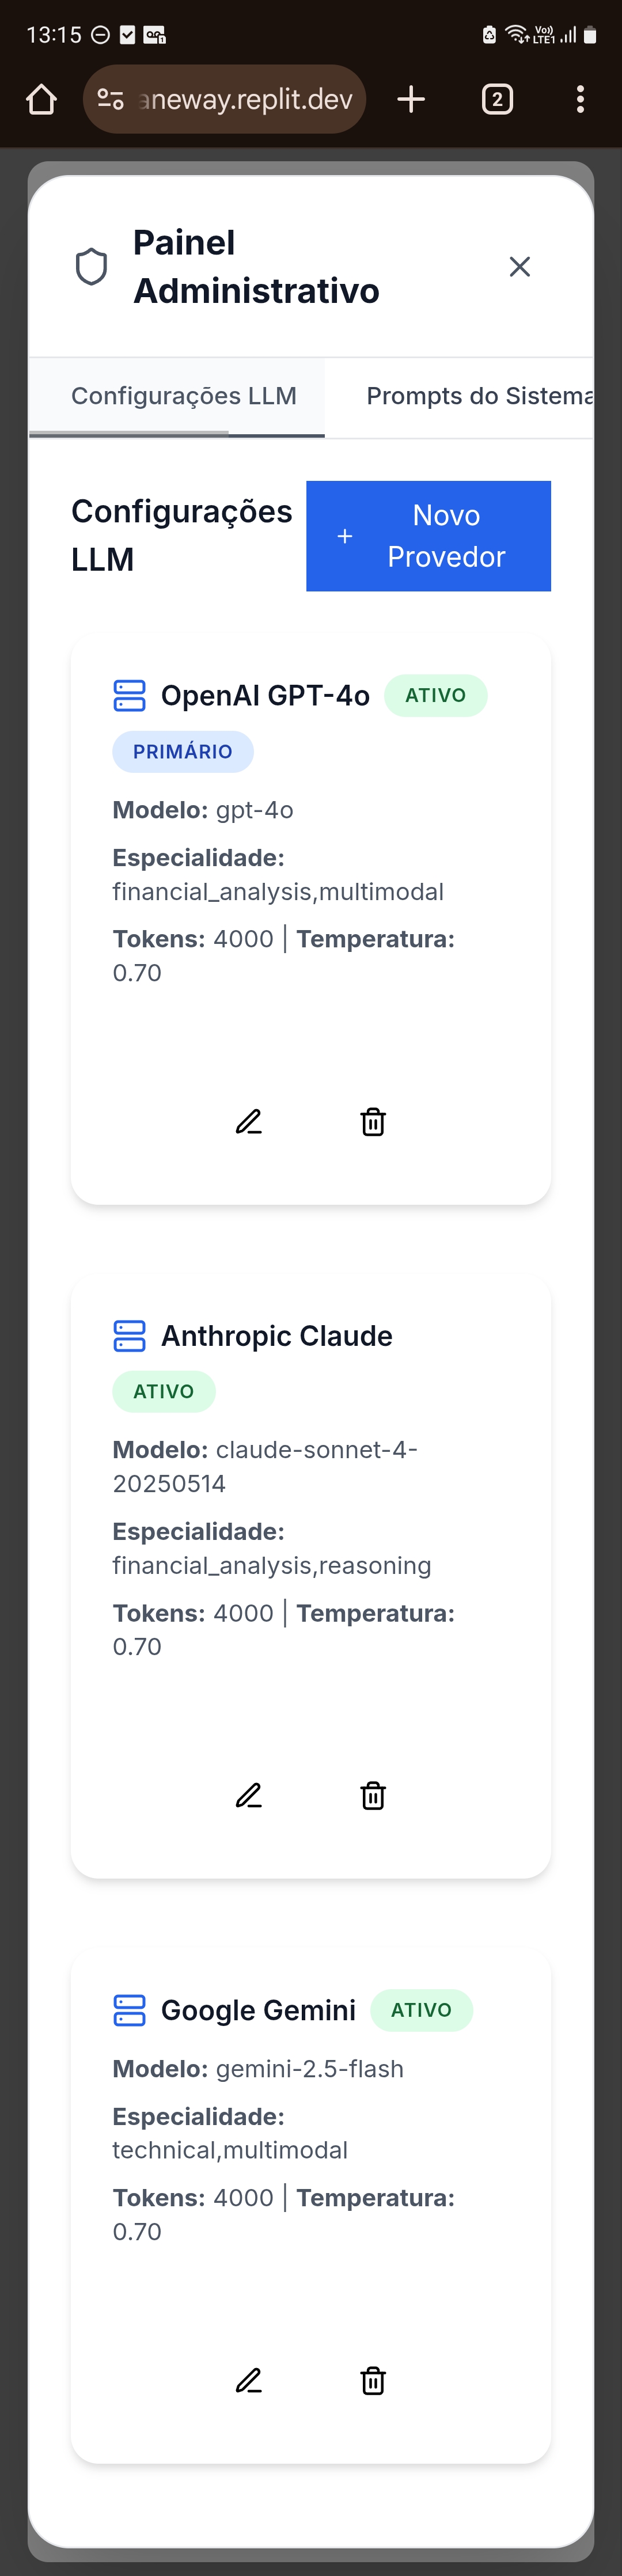 13:15
Vo))
LTE1
aneway.replit.dev
2
Painel
Administrativo
Configurações LLM
Prompts do Sistema
Configurações
LLM
+ Novo
Provedor
OpenAI GPT-4o ATIVO
PRIMÁRIO
Modelo: gpt-4o
Especialidade:
financial_analysis,multimodal
Tokens: 4000 | Temperatura:
0.70
Anthropic Claude
ATIVO
Modelo: claude-sonnet-4-
20250514
Especialidade:
financial_analysis,reasoning
Tokens: 4000 | Temperatura:
0.70
Google Gemini ATIVO
Modelo: gemini-2.5-flash
Especialidade:
technical,multimodal
Tokens: 4000 | Temperatura:
0.70